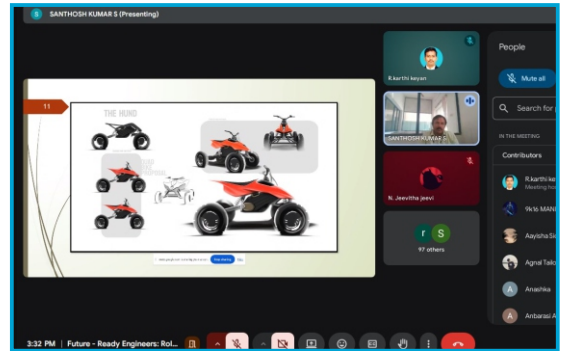 S SANTHOSH KUMAR S (Presenting)
11
THE HUND
R.karthi keyan
SANTHOSH KUMAR S
N. Jeevitha jeevi
r S
97 others
People
Mute all
Search for
IN THE MEETING
Contributors
R.karthi ke
Meeting ho
9k16 MANI
Aayisha Si
Agnal Tailo
A Anashka
A Anbarasi A
3:32 PM | Future - Ready Engineers: Rol...